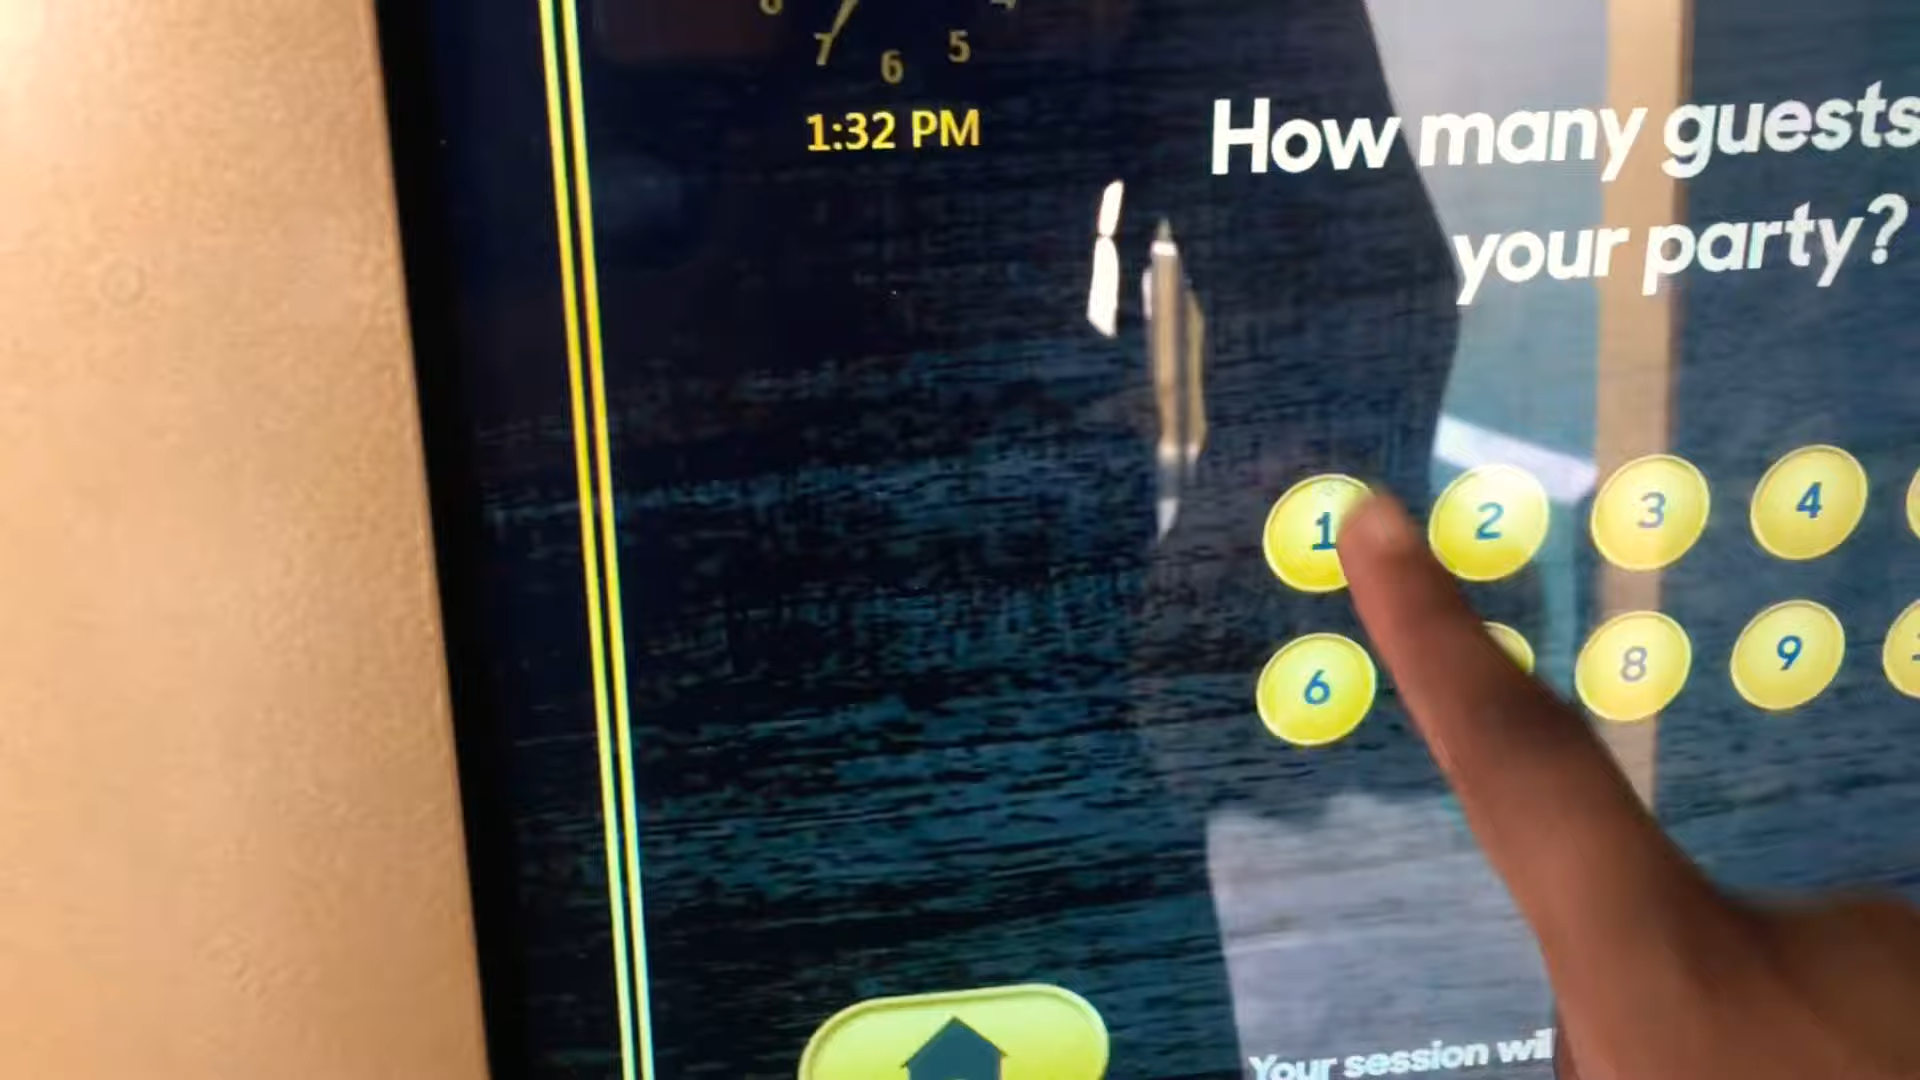 7 6 5
1:32 PM
How many guests
your party?
1 2 3 4
6 8 9
Your session wil